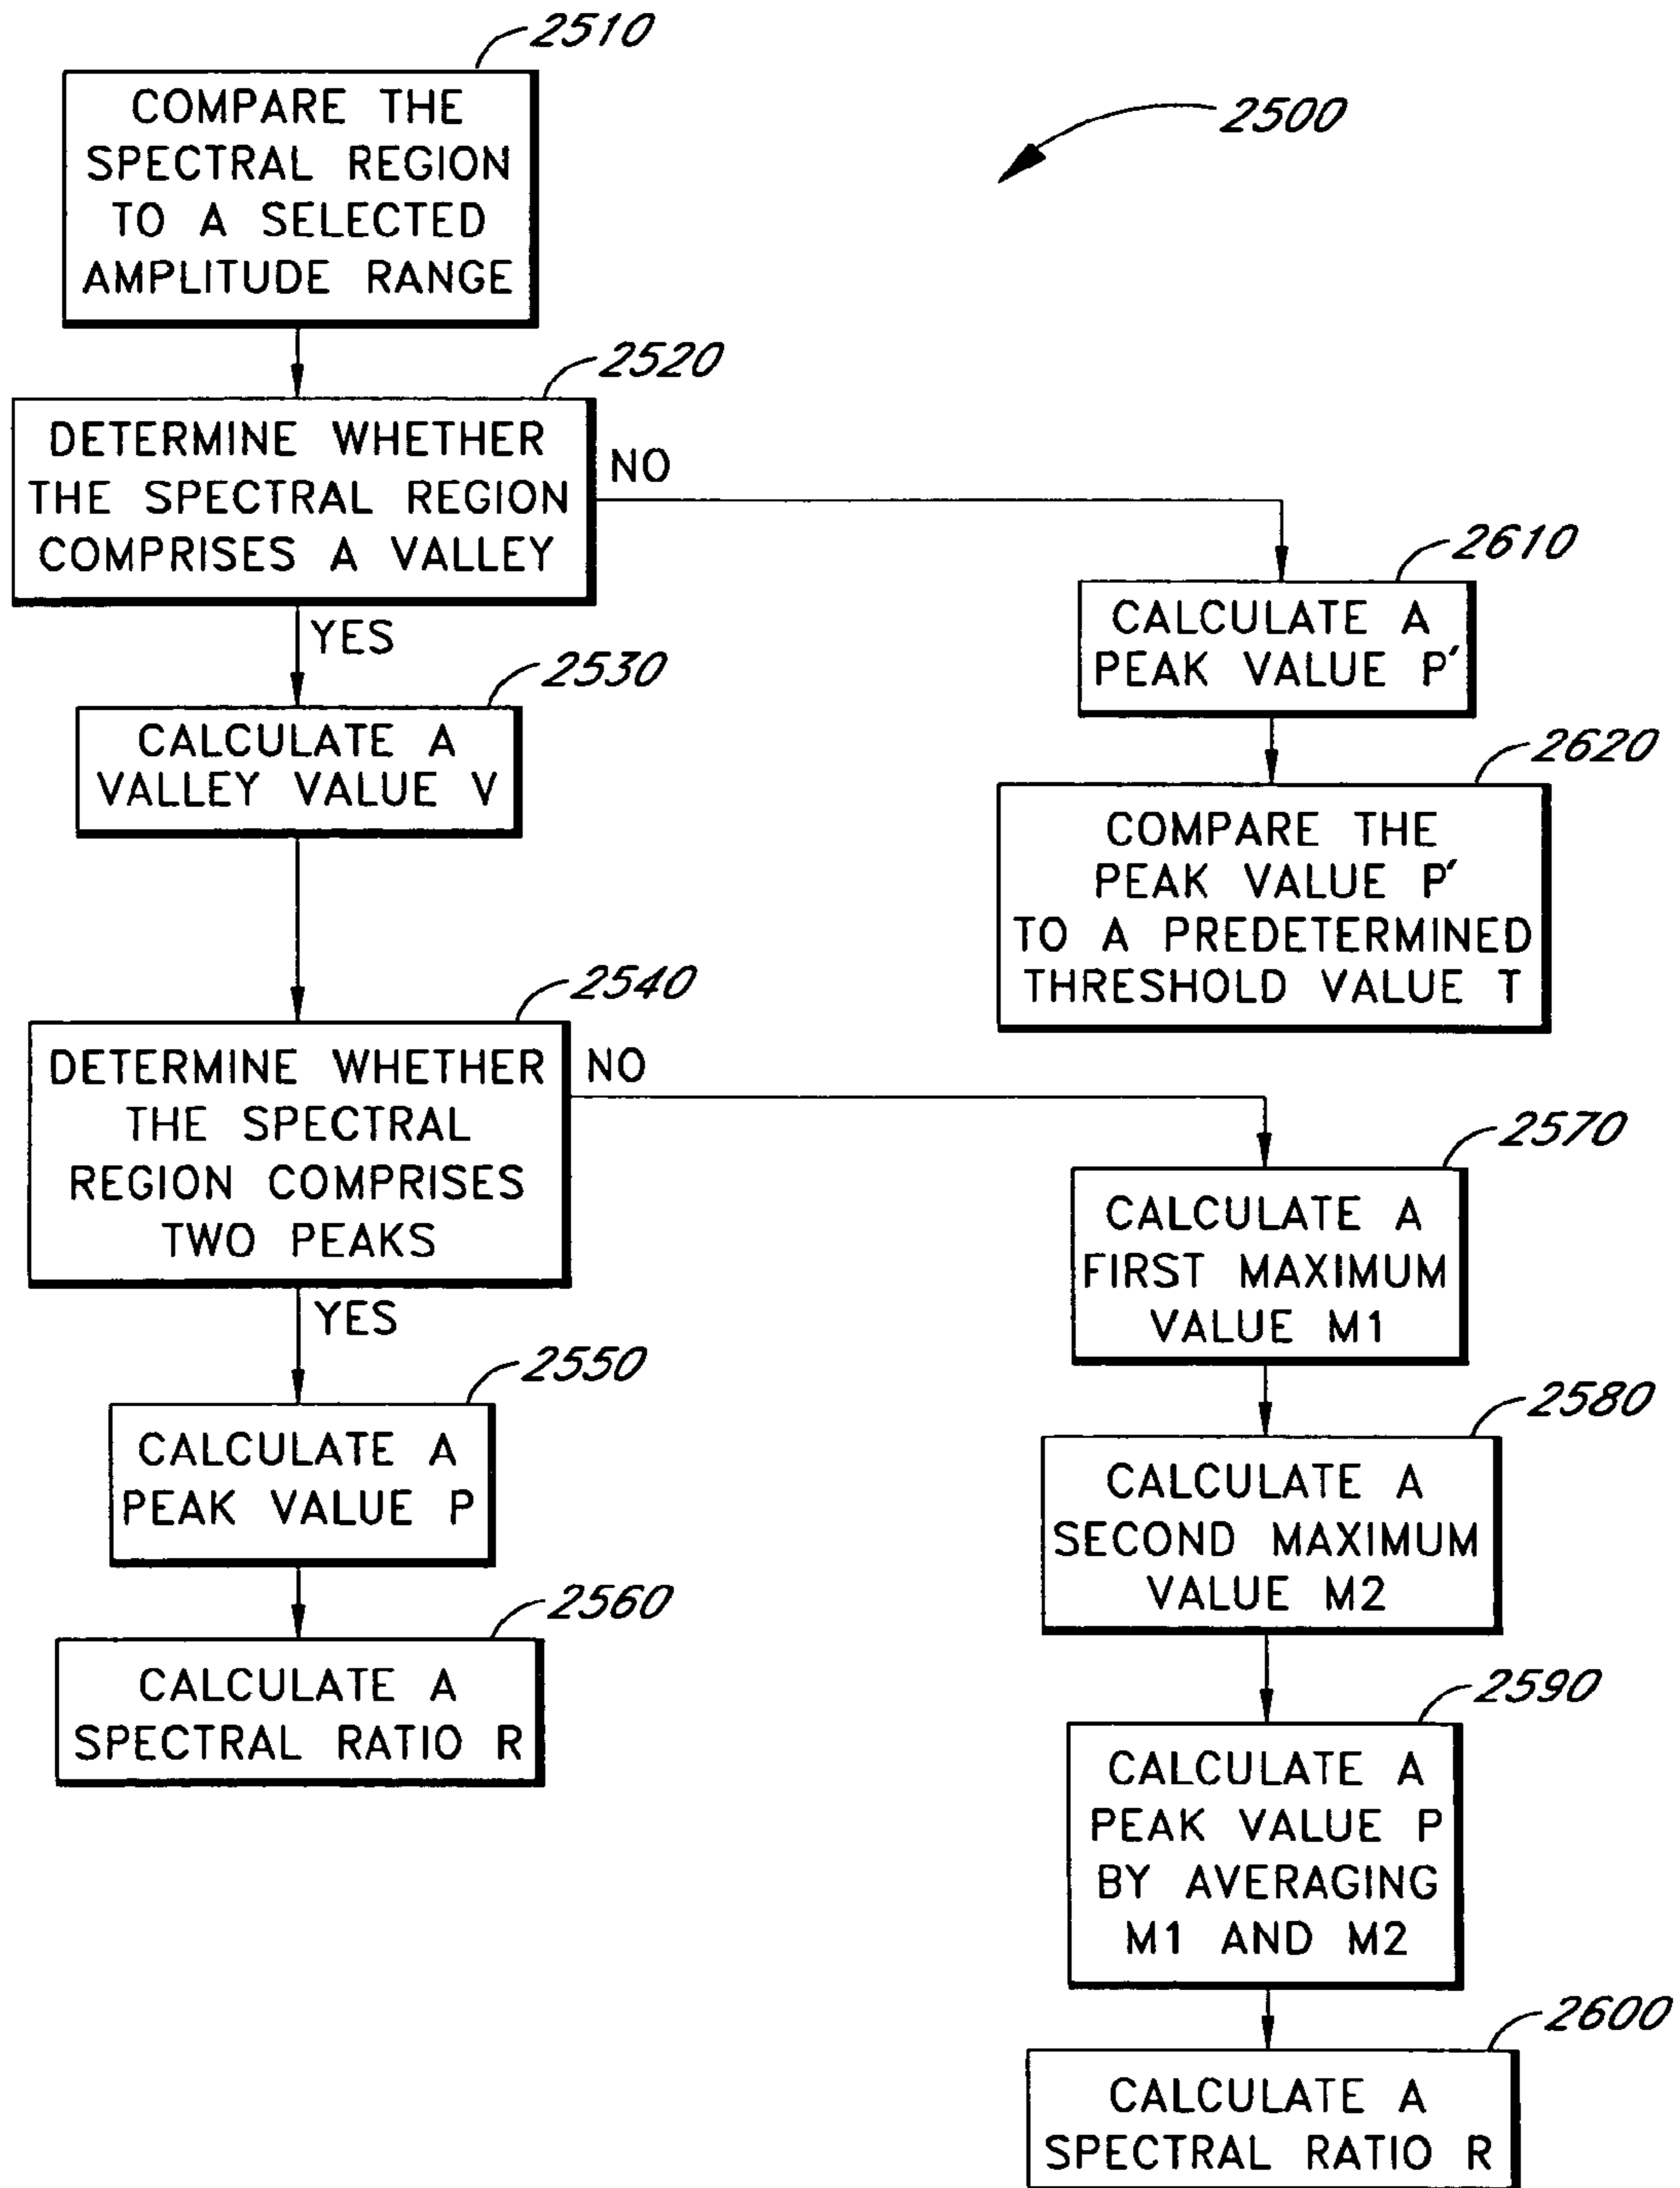 2510
COMPARE THE
SPECTRAL REGION
TO A SELECTED
AMPLITUDE RANGE
2500
2520
DETERMINE WHETHER
THE SPECTRAL REGION
COMPRISES A VALLEY
NO
YES
2610
CALCULATE A
PEAK VALUE P'
2530
CALCULATE A
VALLEY VALUE V
2620
COMPARE THE
PEAK VALUE P'
TO A PREDETERMINED
THRESHOLD VALUE T
2540
DETERMINE WHETHER
THE SPECTRAL
REGION COMPRISES
TWO PEAKS
NO
YES
2570
CALCULATE A
FIRST MAXIMUM
VALUE M1
2550
CALCULATE A
PEAK VALUE P
2580
CALCULATE A
SECOND MAXIMUM
VALUE M2
2560
CALCULATE A
SPECTRAL RATIO R
2590
CALCULATE A
PEAK VALUE P
BY AVERAGING
M1 AND M2
2600
CALCULATE A
SPECTRAL RATIO R